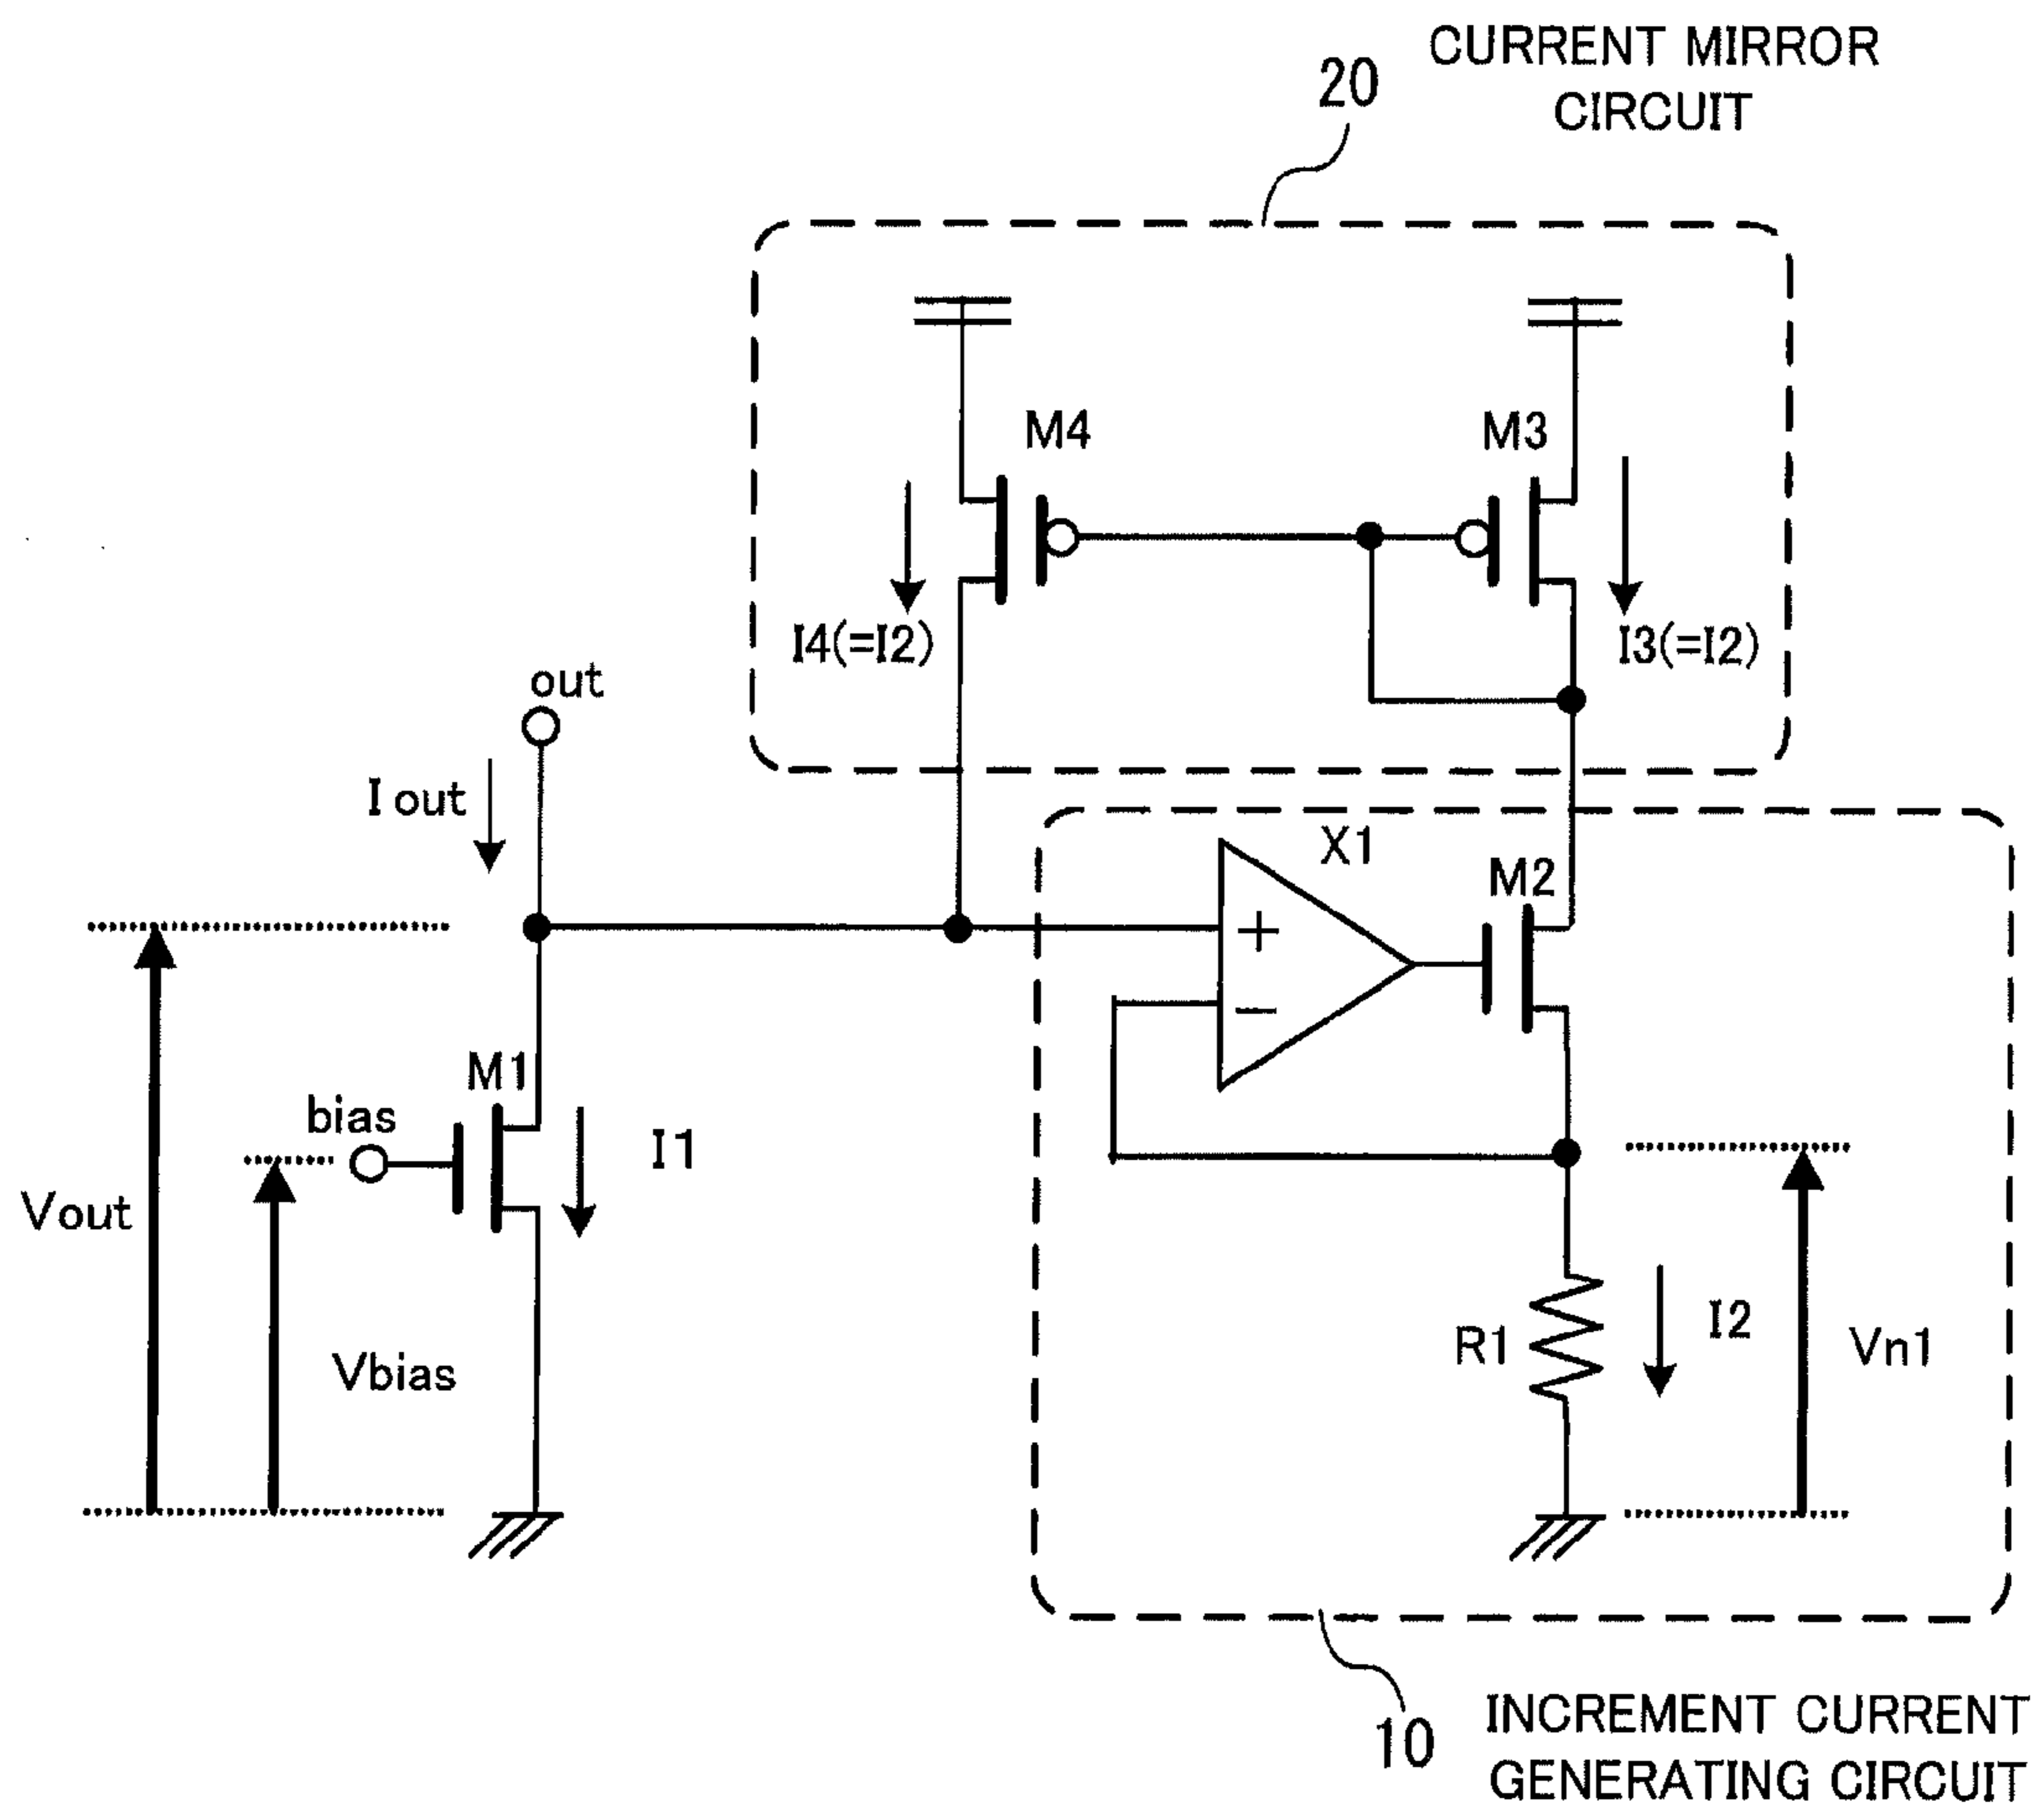 CURRENT MIRROR
CIRCUIT
20
M4
M3
I4(=I2)
I3(=I2)
out
I out
X1
M2
+
−
M1
bias
I1
Vout
Vbias
R1
I2
Vn1
10
INCREMENT CURRENT
GENERATING CIRCUIT